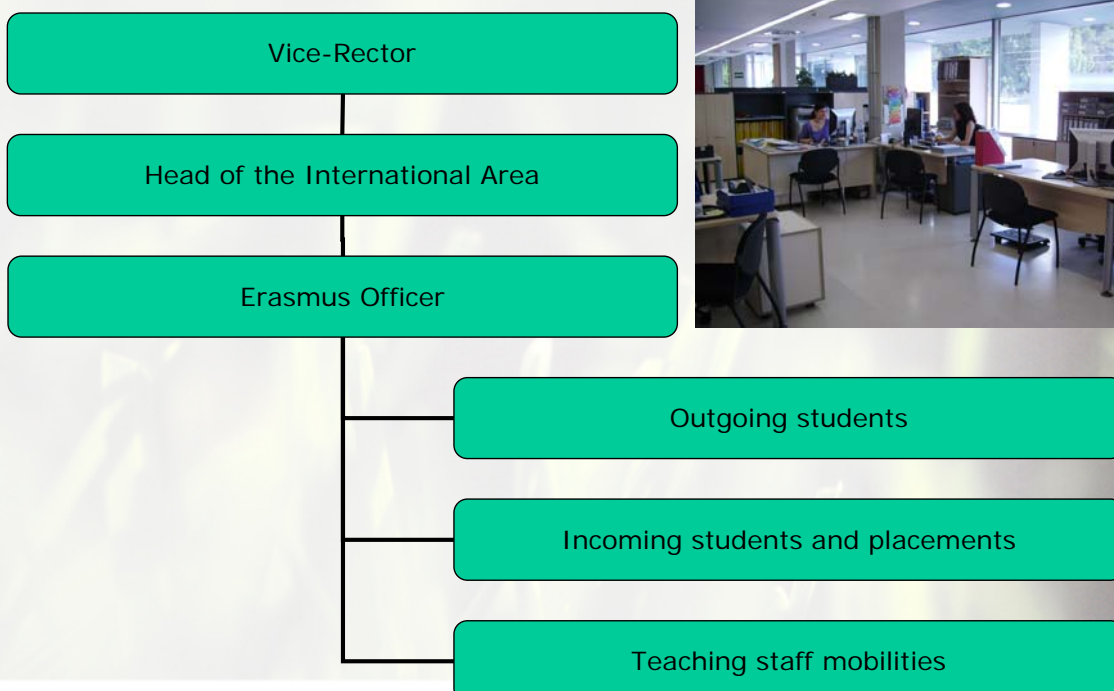 Vice-Rector
Head of the International Area
Erasmus Officer
Outgoing students
Incoming students and placements
Teaching staff mobilities